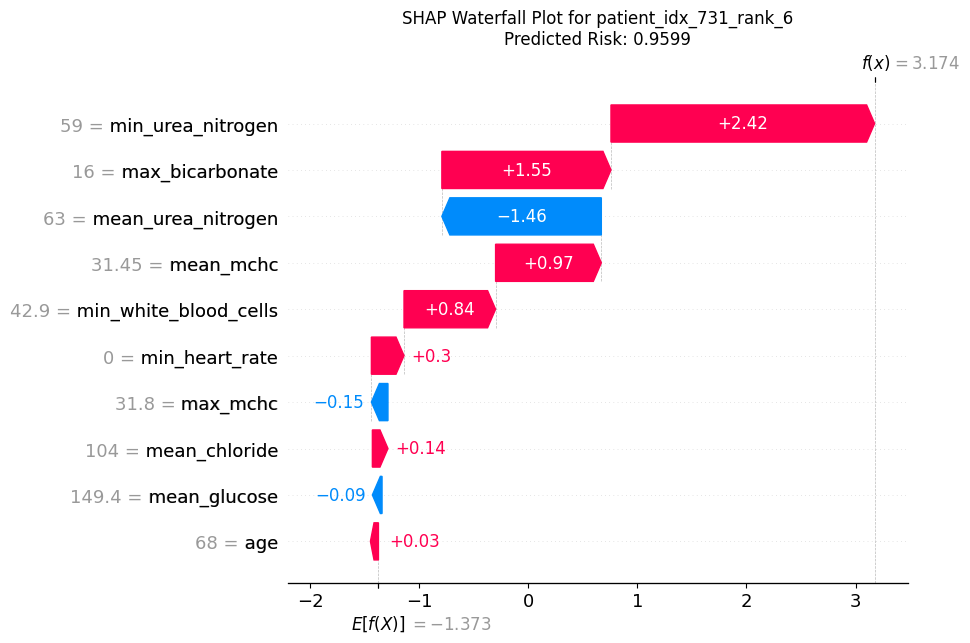 SHAP Waterfall Plot for patient_idx_731_rank_6
Predicted Risk: 0.9599
f(x) = 3.174
59 = min_urea_nitrogen +2.42
16 = max_bicarbonate +1.55
63 = mean_urea_nitrogen −1.46
31.45 = mean_mchc +0.97
42.9 = min_white_blood_cells +0.84
0 = min_heart_rate +0.3
31.8 = max_mchc −0.15
104 = mean_chloride +0.14
149.4 = mean_glucose −0.09
68 = age +0.03
−2 −1 0 1 2 3
E[f(X)] = −1.373